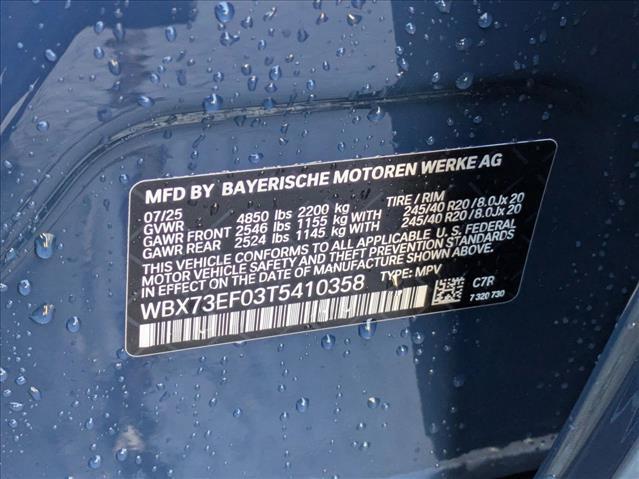 MFD BY BAYERISCHE MOTOREN WERKE AG
07/25 TIRE / RIM
GVWR 4850 lbs 2200 kg
GAWR FRONT 2546 lbs 1155 kg WITH 245/40 R20 / 8.0Jx 20
GAWR REAR 2524 lbs 1145 kg WITH 245/40 R20 / 8.0Jx 20
THIS VEHICLE CONFORMS TO ALL APPLICABLE U.S. FEDERAL
MOTOR VEHICLE SAFETY AND THEFT PREVENTION STANDARDS
IN EFFECT ON THE DATE OF MANUFACTURE SHOWN ABOVE.
WBX73EF03T5410358 TYPE: MPV
C7R
7 320 730